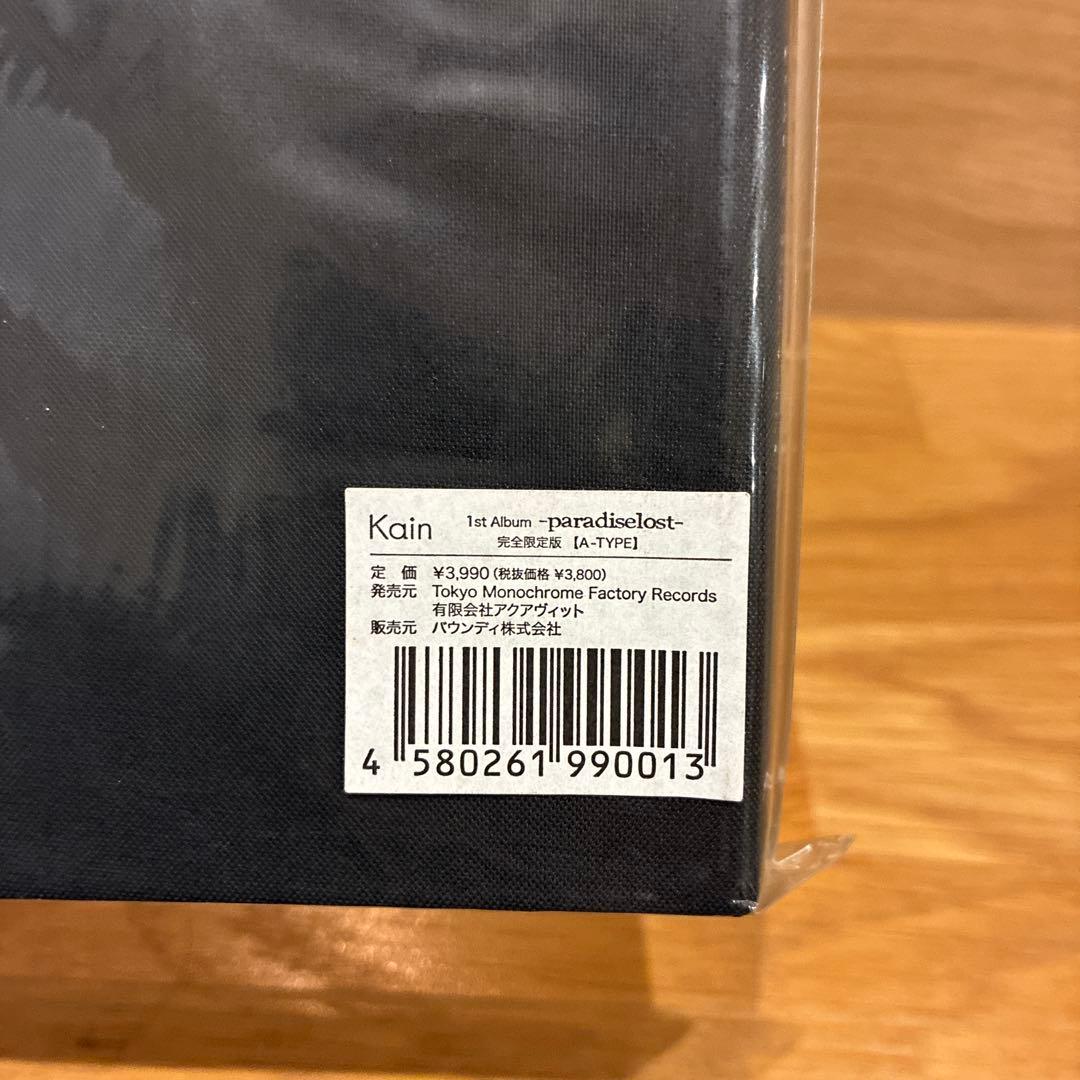 Kain 1st Album -paradiselost-
完全限定版 【A-TYPE】
定 価 ¥3,990(税抜価格 ¥3,800)
発売元 Tokyo Monochrome Factory Records
有限会社アクアヴィット
販売元 バウンディ株式会社
4 580261 990013